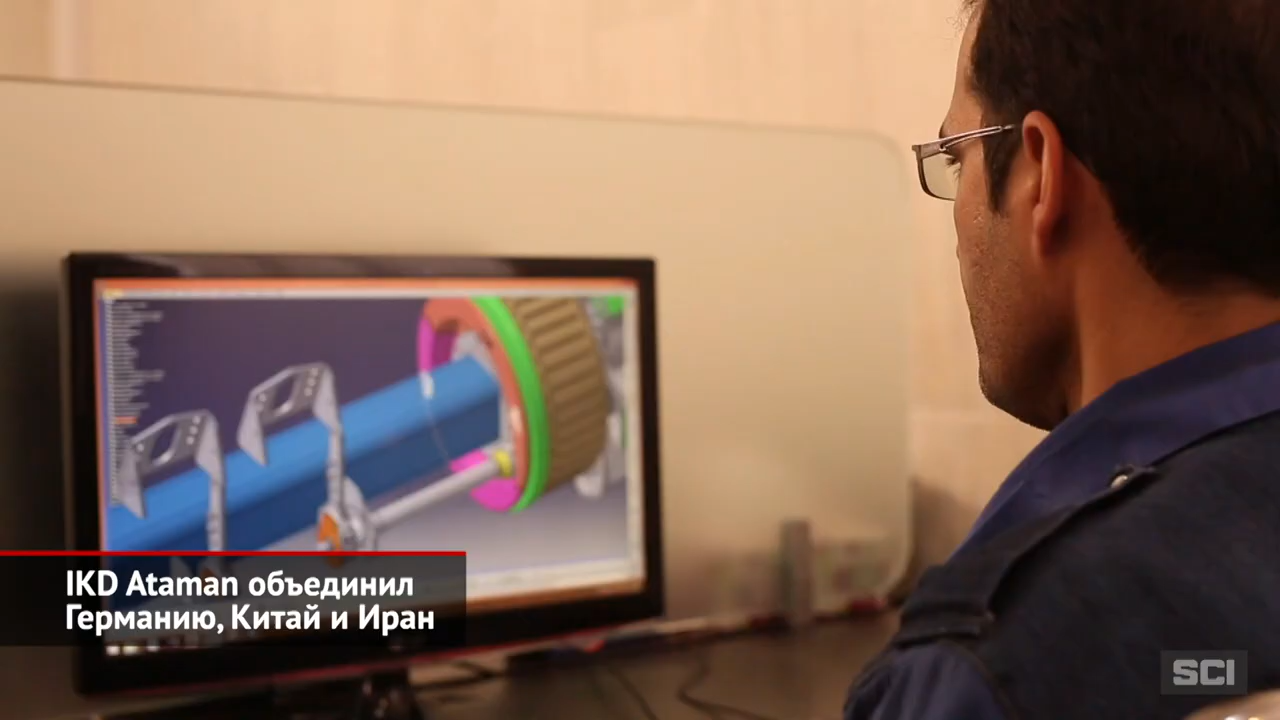 IKD Ataman объединил
Германию, Китай и Иран
SCI